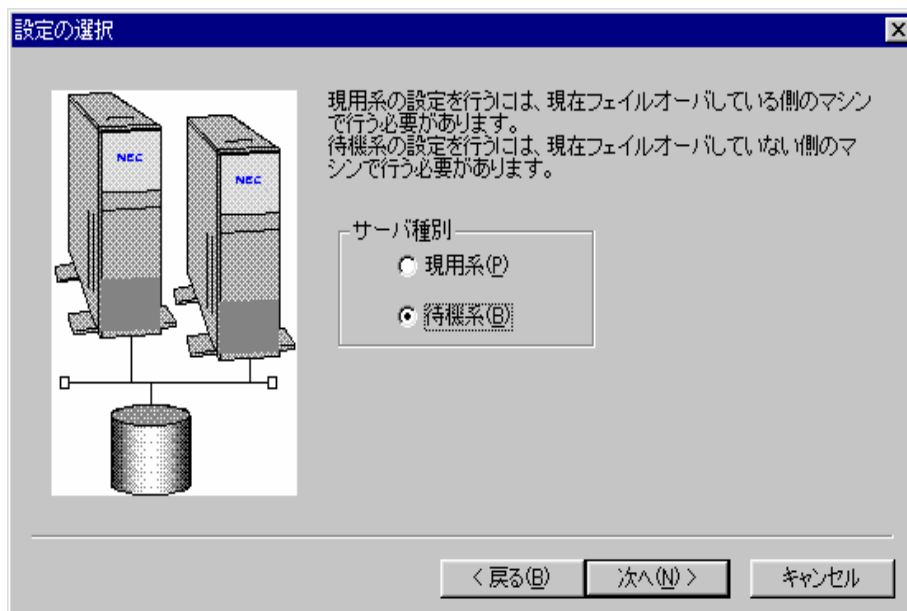 設定の選択
NEC
NEC
現用系の設定を行うには、現在フェイルオーバしている側のマシン
で行う必要があります。
待機系の設定を行うには、現在フェイルオーバしていない側のマ
シンで行う必要があります。
サーバ種別
現用系(P)
待機系(B)
< 戻る(B)
次へ(N) >
キャンセル